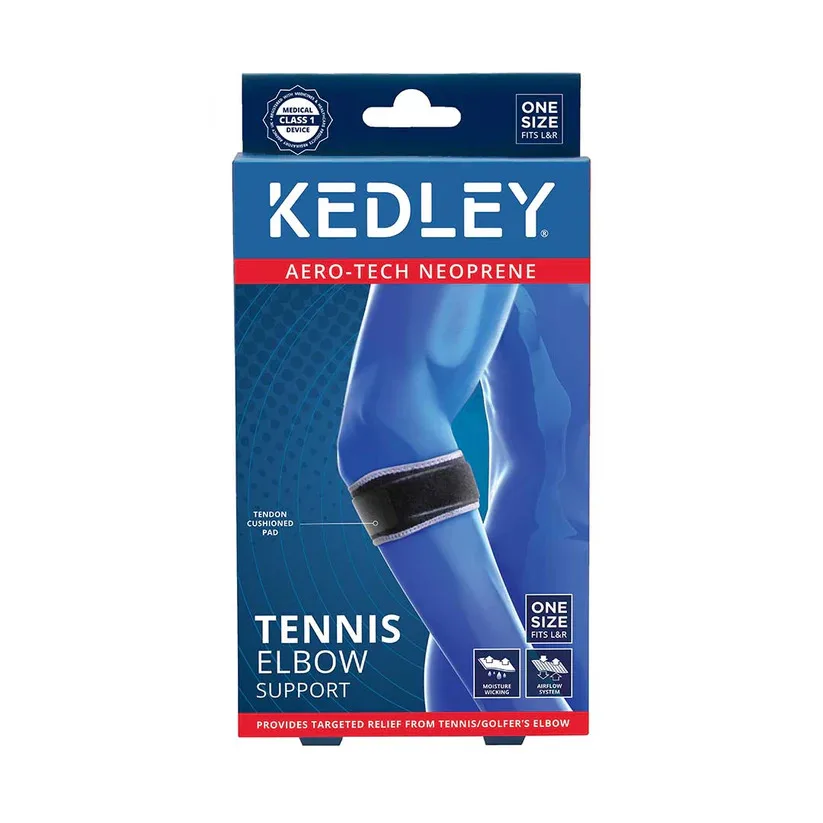 MEDICAL
CLASS 1
DEVICE
ONE
SIZE
FITS L&R
KEDLEY®
AERO-TECH NEOPRENE
TENDON
CUSHIONED
PAD
TENNIS
ELBOW
SUPPORT
ONE
SIZE
FITS L&R
MOISTURE
WICKING
AIRFLOW
SYSTEM
PROVIDES TARGETED RELIEF FROM TENNIS/GOLFER'S ELBOW